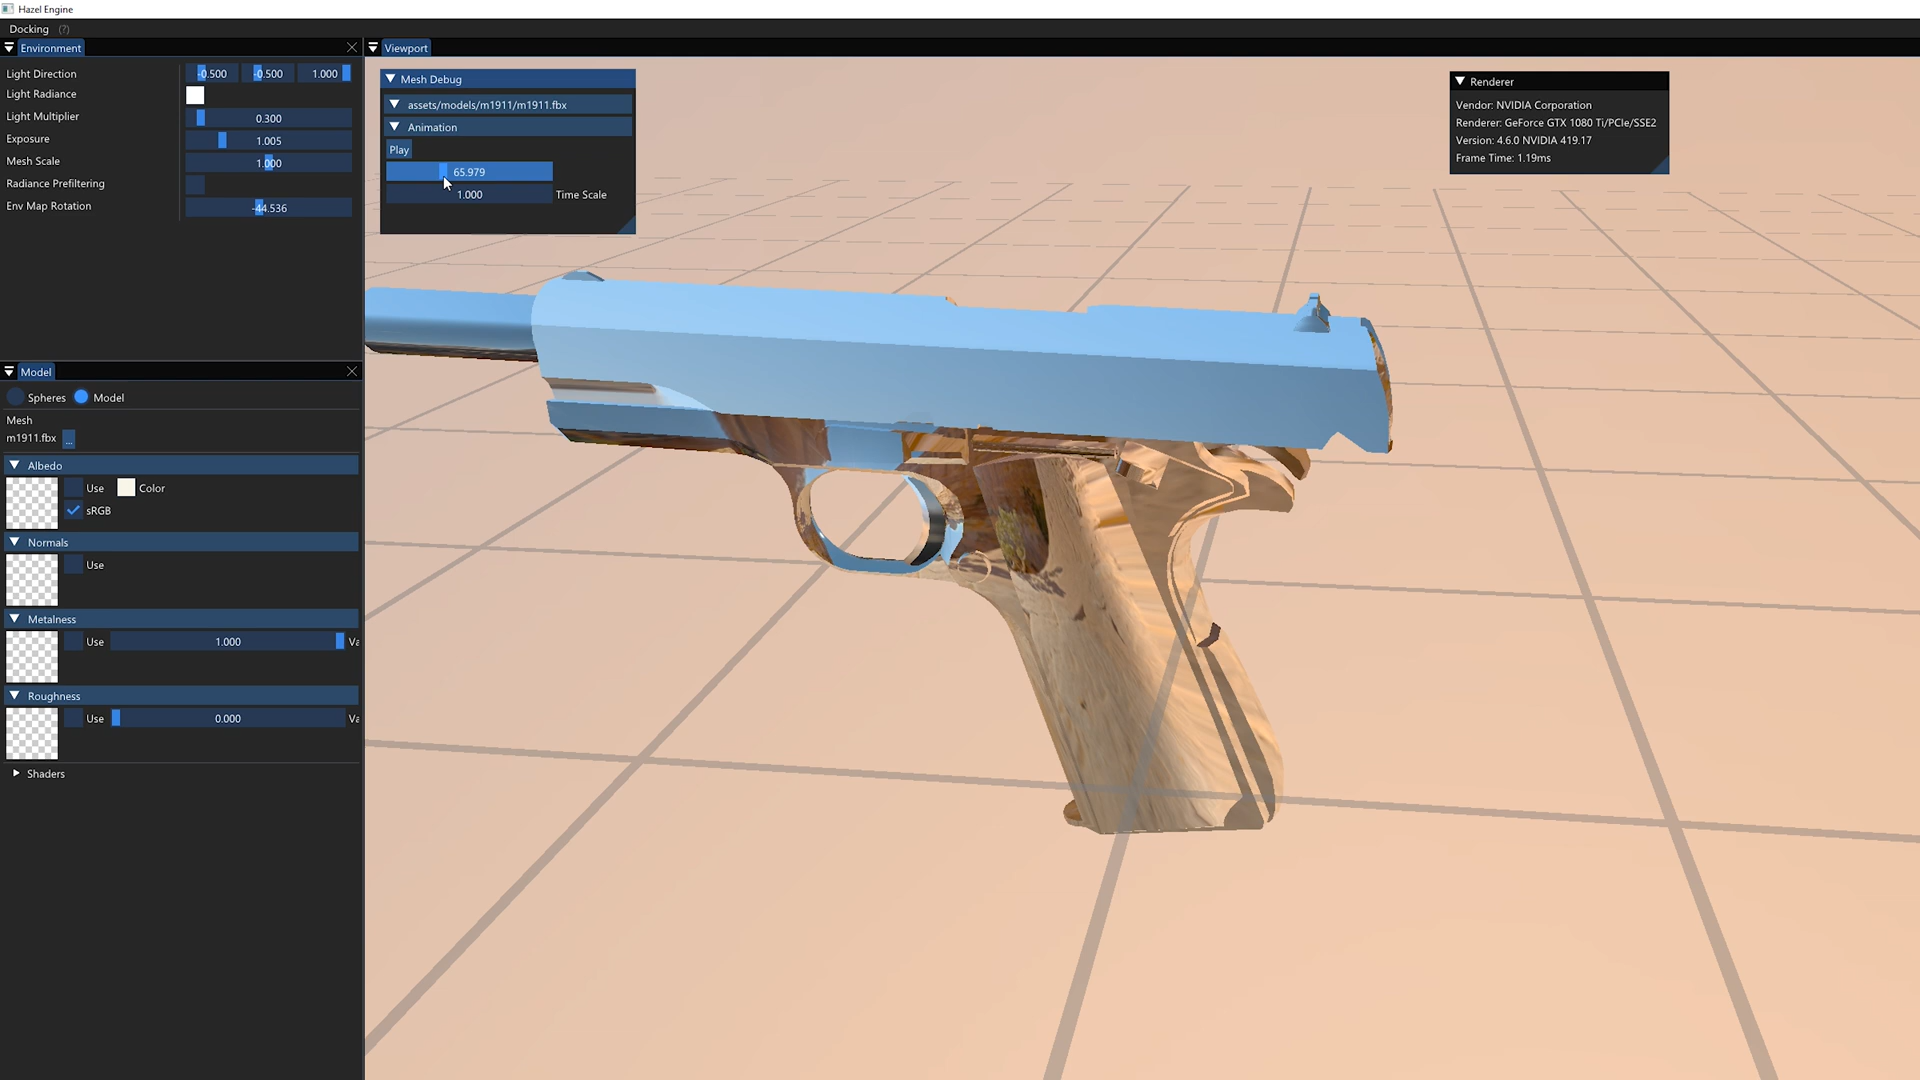 Hazel Engine
Docking (?)
Environment
Light Direction -0.500 -0.500 1.000
Light Radiance
Light Multiplier 0.300
Exposure 1.005
Mesh Scale 1.000
Radiance Prefiltering
Env Map Rotation -44.536
Model
Spheres Model
Mesh
m1911.fbx ...
Albedo
Use Color
sRGB
Normals
Use
Metalness
Use 1.000 Va
Roughness
Use 0.000 Va
Shaders
Viewport
Mesh Debug
assets/models/m1911/m1911.fbx
Animation
Play
65.979
1.000 Time Scale
Renderer
Vendor: NVIDIA Corporation
Renderer: GeForce GTX 1080 Ti/PCIe/SSE2
Version: 4.6.0 NVIDIA 419.17
Frame Time: 1.19ms